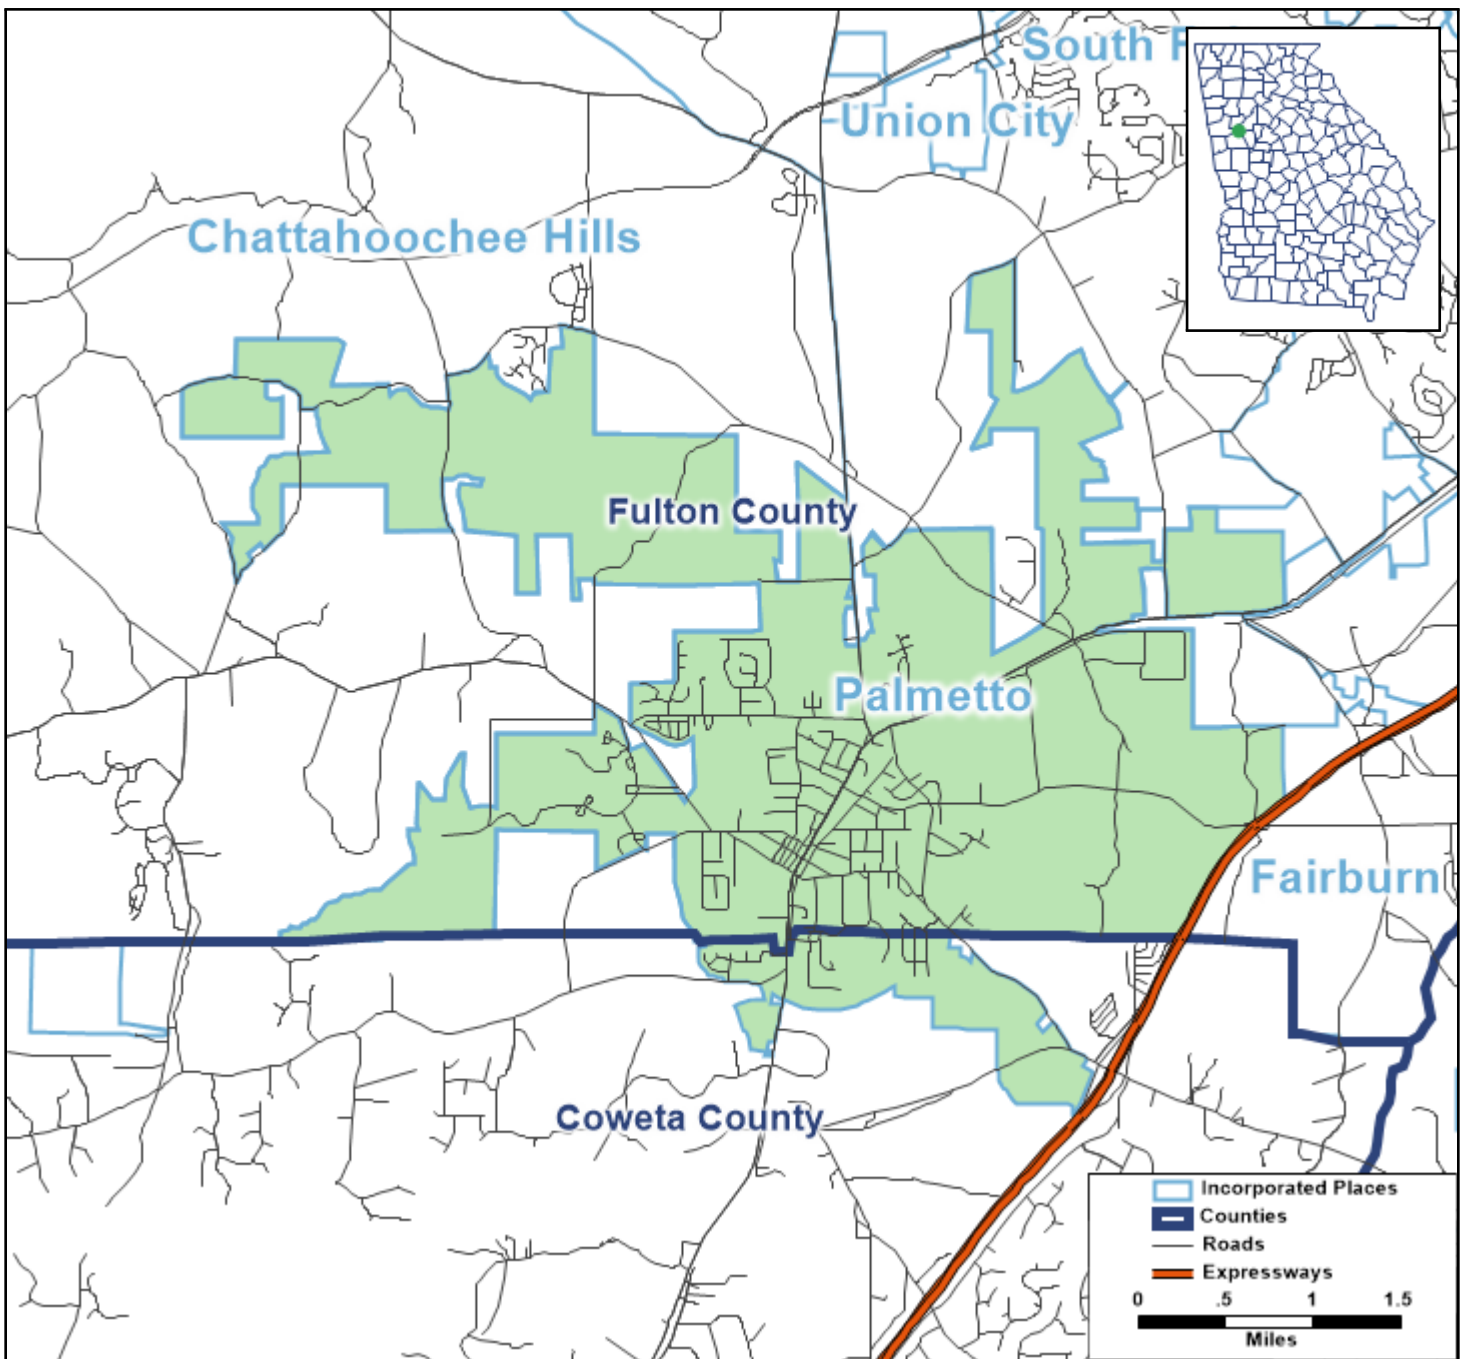 South
Union City
Chattahoochee Hills
Fulton County
Palmetto
Fairburn
Coweta County
Incorporated Places
Counties
Roads
Expressways
0 .5 1 1.5
Miles